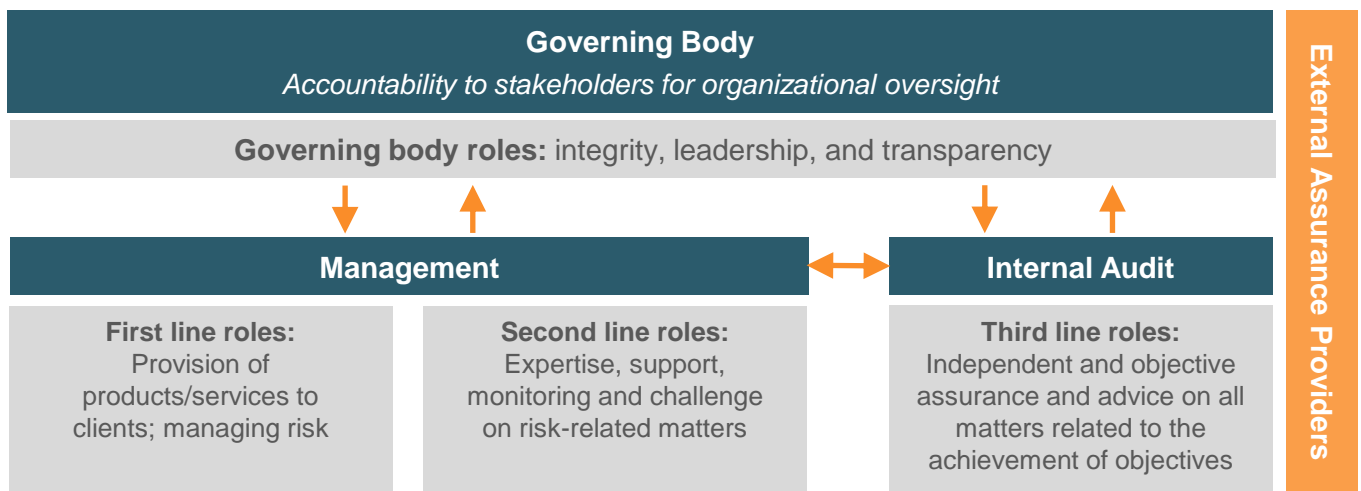 Governing Body
Accountability to stakeholders for organizational oversight
Governing body roles: integrity, leadership, and transparency
Management
Internal Audit
First line roles:
Provision of
products/services to
clients; managing risk
Second line roles:
Expertise, support,
monitoring and challenge
on risk-related matters
Third line roles:
Independent and objective
assurance and advice on all
matters related to the
achievement of objectives
External Assurance Providers